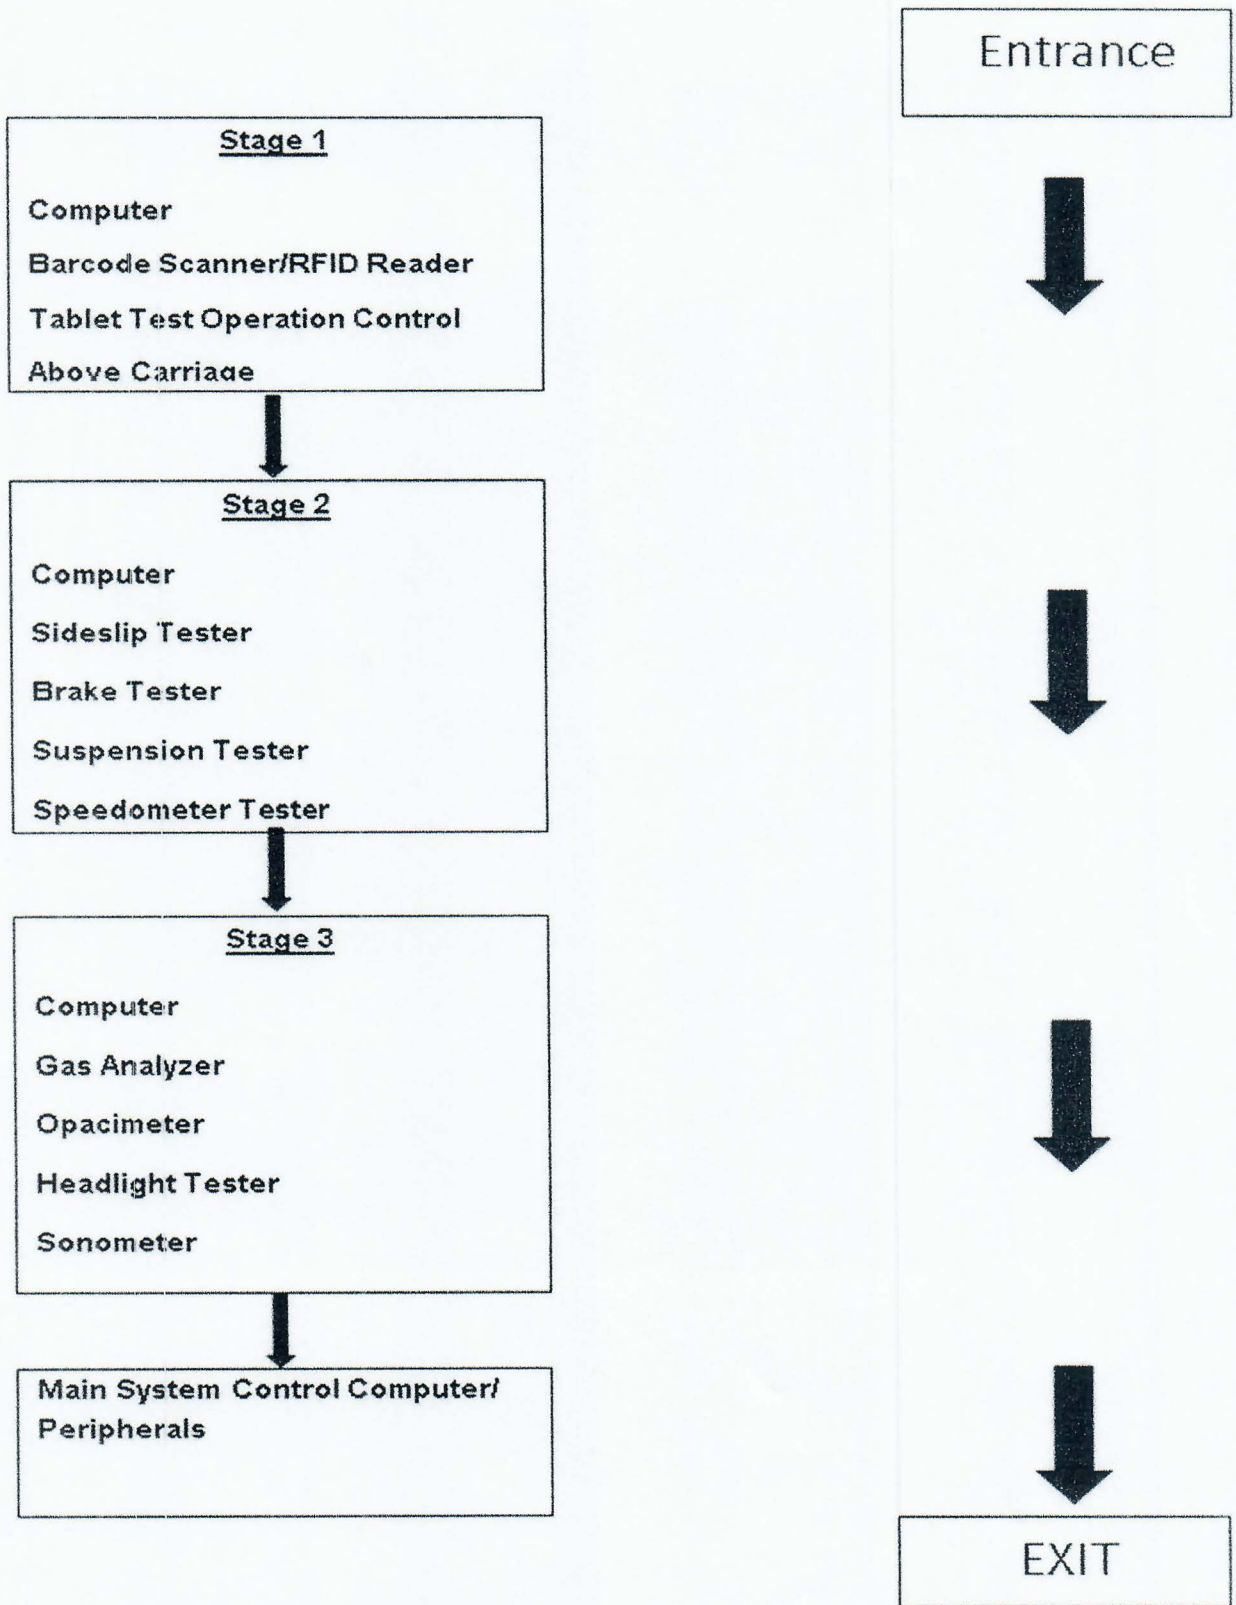 Entrance
Stage 1
Computer
Barcode Scanner/RFID Reader
Tablet Test Operation Control
Above Carriage
Stage 2
Computer
Sideslip Tester
Brake Tester
Suspension Tester
Speedometer Tester
Stage 3
Computer
Gas Analyzer
Opacimeter
Headlight Tester
Sonometer
Main System Control Computer/
Peripherals
EXIT